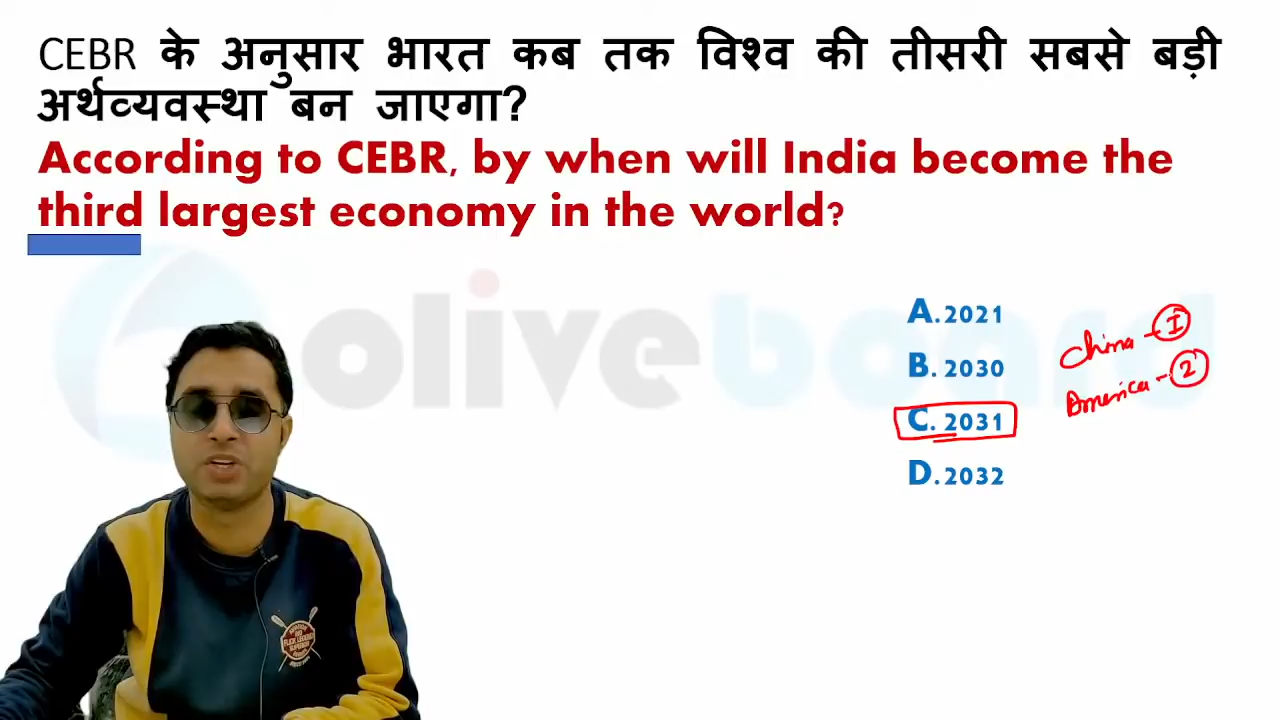 CEBR के अनुसार भारत कब तक विश्व की तीसरी सबसे बड़ी
अर्थव्यवस्था बन जाएगा?
According to CEBR, by when will India become the
third largest economy in the world?
oliveboard
A. 2021
B. 2030
C. 2031
D. 2032
China - I
America - 2